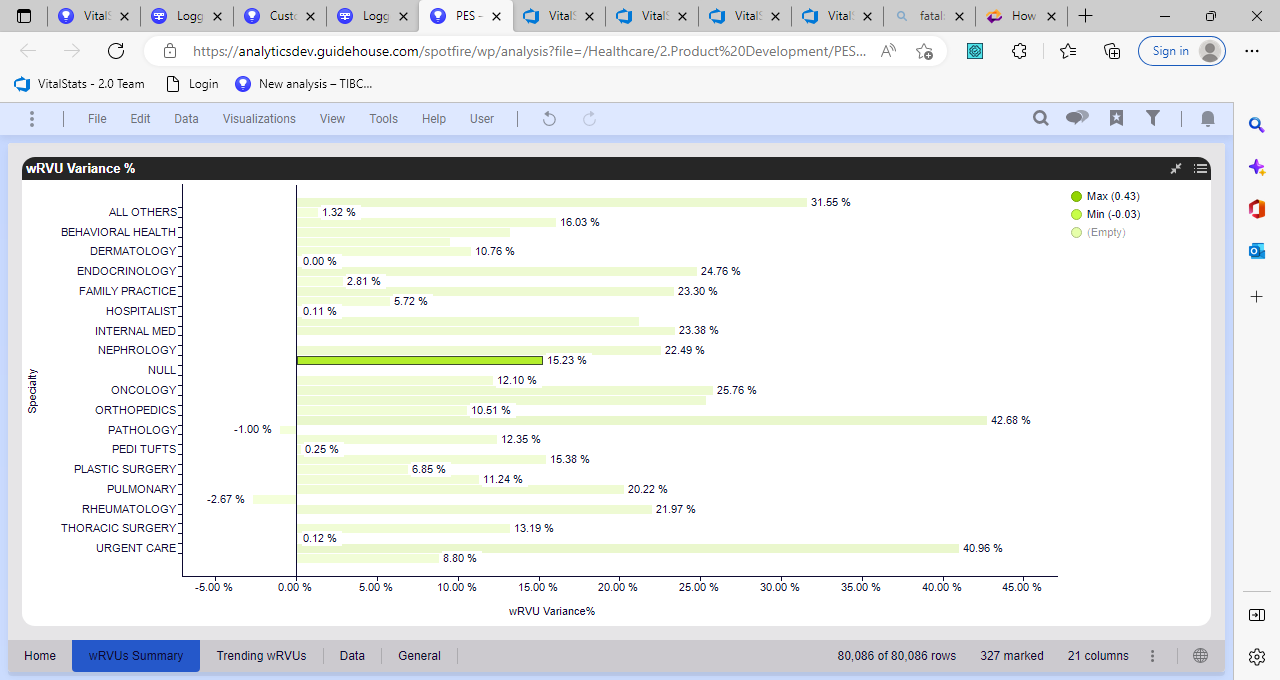 VitalS
Logg
Custo
Logg
PES –
VitalS
VitalS
VitalS
VitalS
fatal
How
https://analyticsdev.guidehouse.com/spotfire/wp/analysis?file=/Healthcare/2.Product%20Development/PES...
Sign in
VitalStats - 2.0 Team
Login
New analysis – TIBC...
File Edit Data Visualizations View Tools Help User
wRVU Variance %
Max (0.43)
Min (-0.03)
(Empty)
Specialty
31.55 %
ALL OTHERS
1.32 %
16.03 %
BEHAVIORAL HEALTH
DERMATOLOGY
10.76 %
0.00 %
ENDOCRINOLOGY
24.76 %
2.81 %
FAMILY PRACTICE
23.30 %
5.72 %
HOSPITALIST
0.11 %
INTERNAL MED
23.38 %
NEPHROLOGY
22.49 %
15.23 %
NULL
12.10 %
ONCOLOGY
25.76 %
ORTHOPEDICS
10.51 %
42.68 %
PATHOLOGY
-1.00 %
12.35 %
PEDI TUFTS
0.25 %
15.38 %
PLASTIC SURGERY
6.85 %
11.24 %
PULMONARY
20.22 %
-2.67 %
RHEUMATOLOGY
21.97 %
THORACIC SURGERY
13.19 %
0.12 %
URGENT CARE
40.96 %
8.80 %
-5.00 % 0.00 % 5.00 % 10.00 % 15.00 % 20.00 % 25.00 % 30.00 % 35.00 % 40.00 % 45.00 %
wRVU Variance%
Home wRVUs Summary Trending wRVUs Data General
80,086 of 80,086 rows 327 marked 21 columns